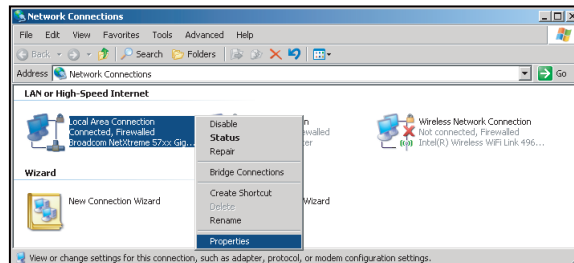 Network Connections
File Edit View Favorites Tools Advanced Help
Back Search Folders
Address Network Connections Go
LAN or High-Speed Internet
Local Area Connection
Connected, Firewalled
Broadcom NetXtreme 57xx Gig...
Disable
Status
Repair
Bridge Connections
Create Shortcut
Delete
Rename
Properties
Wireless Network Connection
Not connected, Firewalled
Intel(R) Wireless WiFi Link 496...
Wizard
New Connection Wizard
Wizard
View or change settings for this connection, such as adapter, protocol, or modem configuration settings.